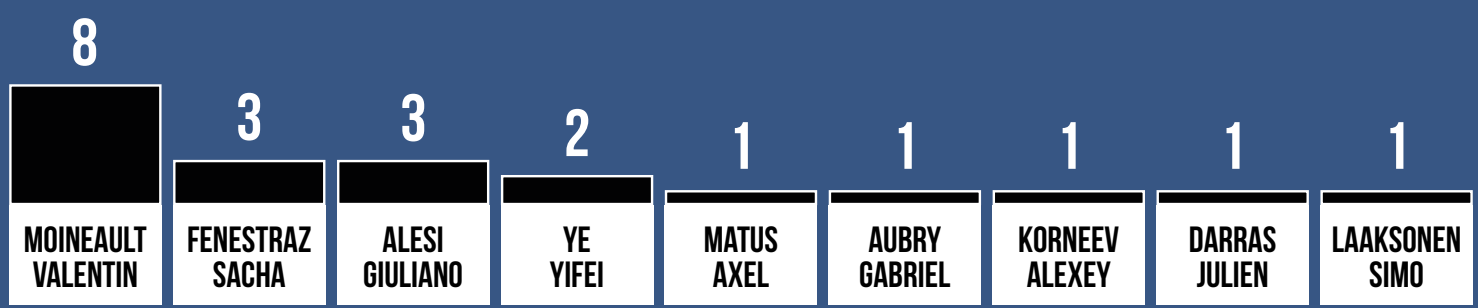 8
3
3
2
1
1
1
1
1
MOINEAULT
VALENTIN
FENESTRAZ
SACHA
ALESI
GIULIANO
YE
YIFEI
MATUS
AXEL
AUBRY
GABRIEL
KORNEEV
ALEXEY
DARRAS
JULIEN
LAAKSONEN
SIMO